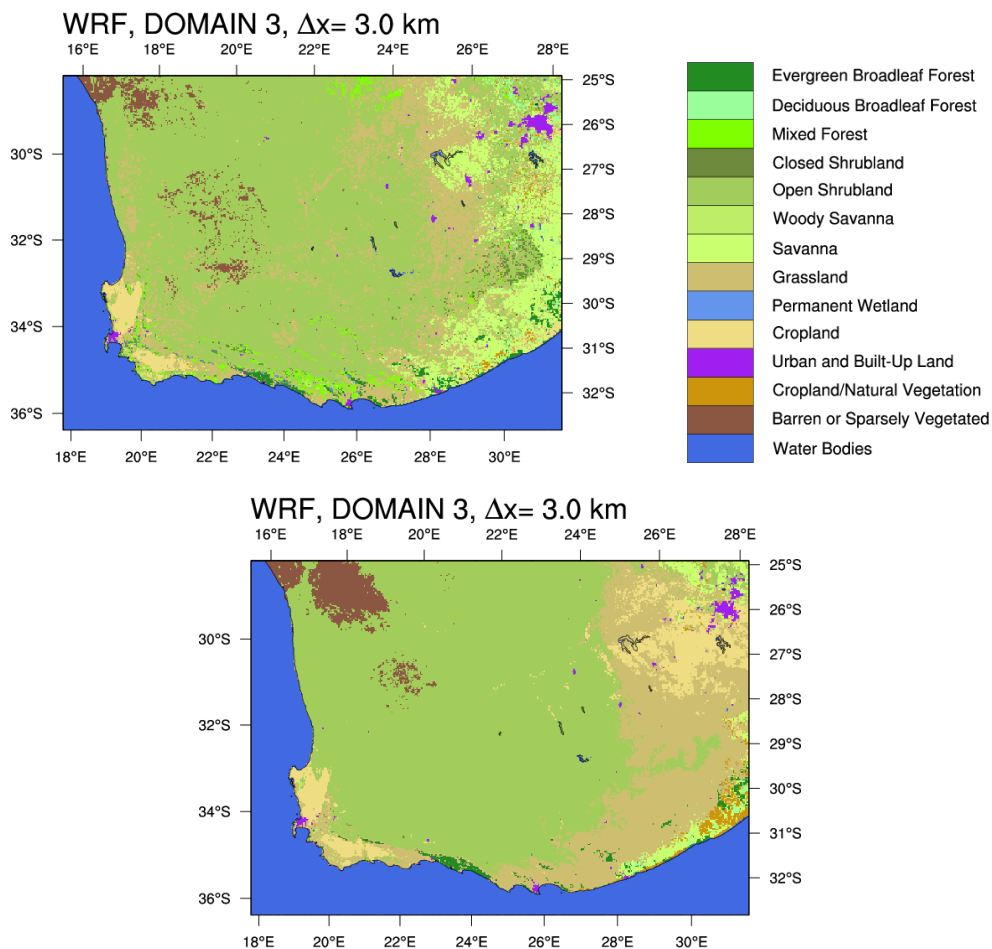 WRF, DOMAIN 3, Δx= 3.0 km
16°E 18°E 20°E 22°E 24°E 26°E 28°E
25°S
26°S
30°S
27°S
28°S
32°S
29°S
30°S
34°S
31°S
32°S
36°S
18°E 20°E 22°E 24°E 26°E 28°E 30°E
Evergreen Broadleaf Forest
Deciduous Broadleaf Forest
Mixed Forest
Closed Shrubland
Open Shrubland
Woody Savanna
Savanna
Grassland
Permanent Wetland
Cropland
Urban and Built-Up Land
Cropland/Natural Vegetation
Barren or Sparsely Vegetated
Water Bodies
WRF, DOMAIN 3, Δx= 3.0 km
16°E 18°E 20°E 22°E 24°E 26°E 28°E
25°S
26°S
30°S
27°S
28°S
32°S
29°S
30°S
34°S
31°S
32°S
36°S
18°E 20°E 22°E 24°E 26°E 28°E 30°E